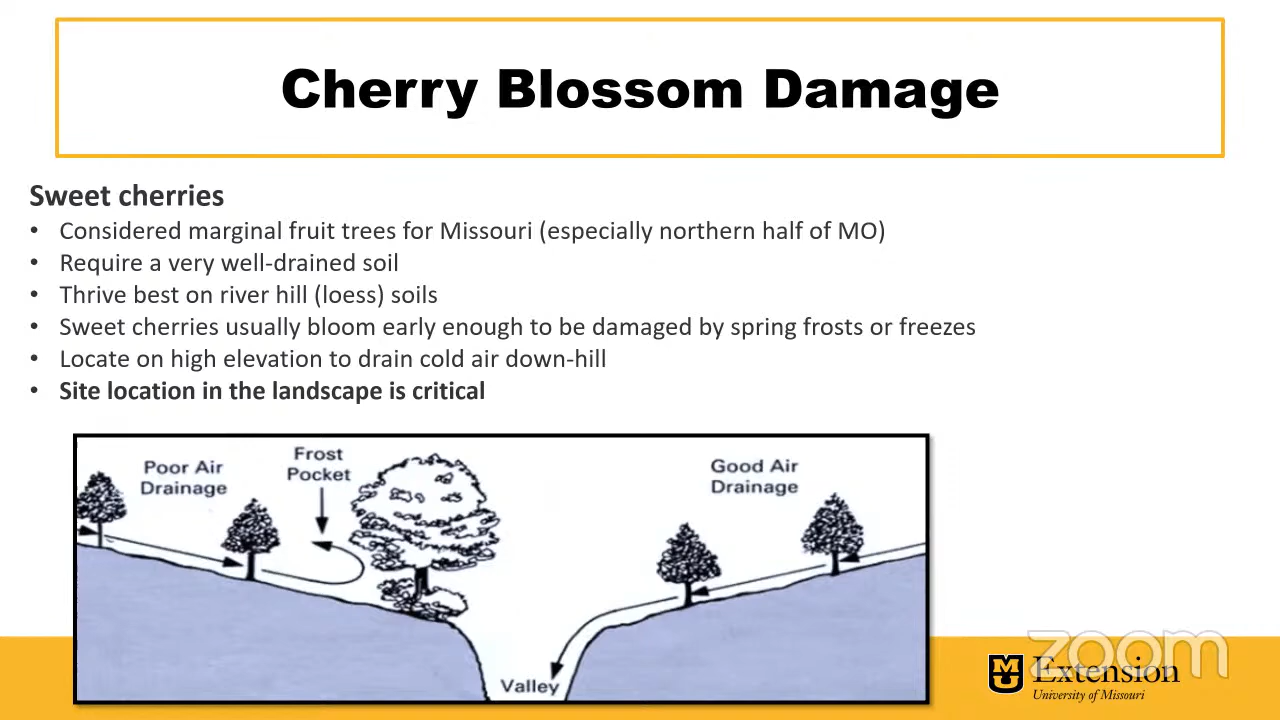 Cherry Blossom Damage
Sweet cherries
• Considered marginal fruit trees for Missouri (especially northern half of MO)
• Require a very well-drained soil
• Thrive best on river hill (loess) soils
• Sweet cherries usually bloom early enough to be damaged by spring frosts or freezes
• Locate on high elevation to drain cold air down-hill
• Site location in the landscape is critical
Poor Air
Drainage
Frost
Pocket
Good Air
Drainage
Valley
zoom
MU
Extension
University of Missouri